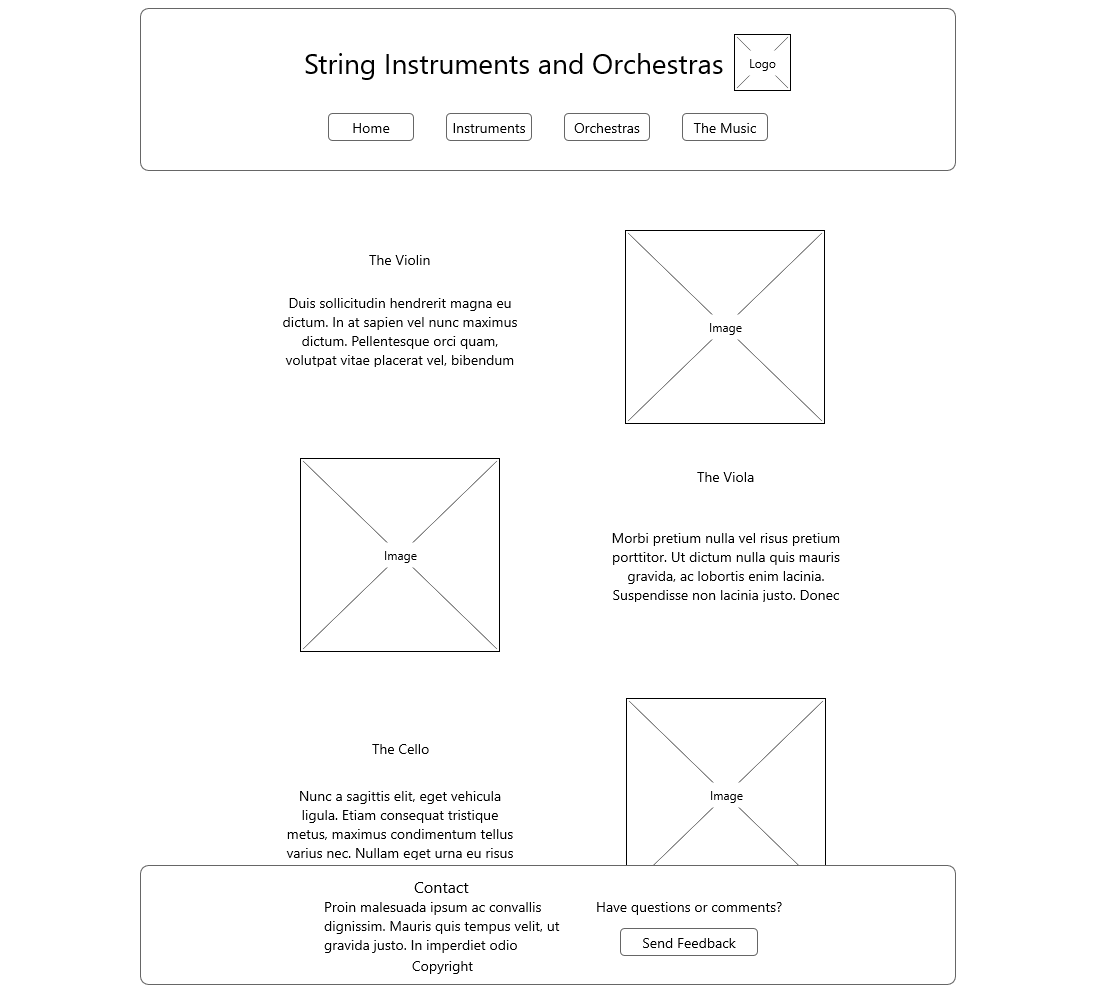 String Instruments and Orchestras
Logo
Home
Instruments
Orchestras
The Music
The Violin
Duis sollicitudin hendrerit magna eu
dictum. In at sapien vel nunc maximus
dictum. Pellentesque orci quam,
volutpat vitae placerat vel, bibendum
Image
Image
The Viola
Morbi pretium nulla vel risus pretium
porttitor. Ut dictum nulla quis mauris
gravida, ac lobortis enim lacinia.
Suspendisse non lacinia justo. Donec
The Cello
Nunc a sagittis elit, eget vehicula
ligula. Etiam consequat tristique
metus, maximus condimentum tellus
varius nec. Nullam eget urna eu risus
Image
Contact
Proin malesuada ipsum ac convallis
dignissim. Mauris quis tempus velit, ut
gravida justo. In imperdiet odio
Copyright
Have questions or comments?
Send Feedback